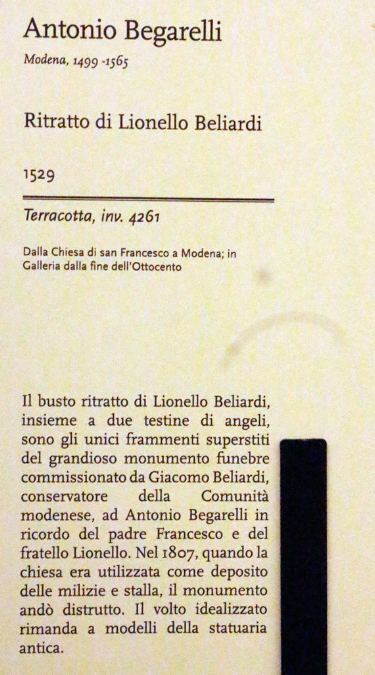 Antonio Begarelli
Modena, 1499 -1565
Ritratto di Lionello Beliardi
1529
Terracotta, inv. 4261
Dalla Chiesa di san Francesco a Modena; in
Galleria dalla fine dell'Ottocento
Il busto ritratto di Lionello Beliardi,
insieme a due testine di angeli,
sono gli unici frammenti superstiti
del grandioso monumento funebre
commissionato da Giacomo Beliardi,
conservatore della Comunità
modenese, ad Antonio Begarelli in
ricordo del padre Francesco e del
fratello Lionello. Nel 1807, quando la
chiesa era utilizzata come deposito
delle milizie e stalla, il monumento
andò distrutto. Il volto idealizzato
rimanda a modelli della statuaria
antica.